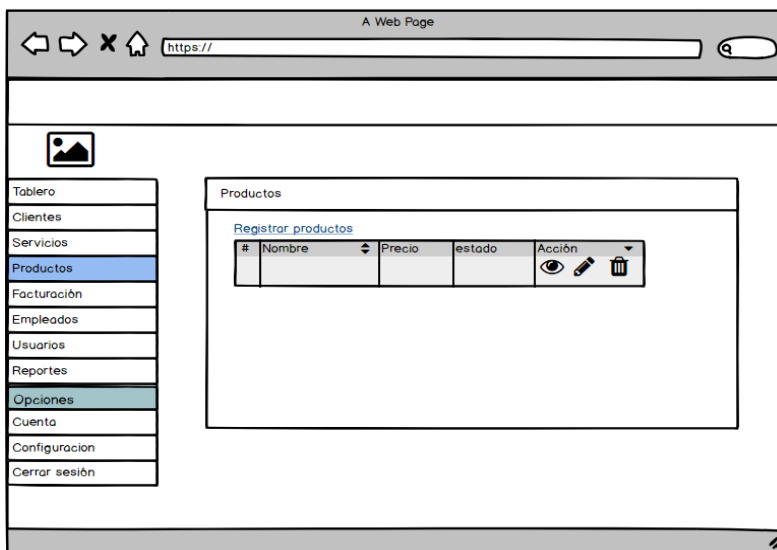 A Web Page
https://
Tablero
Clientes
Servicios
Productos
Facturación
Empleados
Usuarios
Reportes
Opciones
Cuenta
Configuracion
Cerrar sesión
Productos
Registrar productos
# Nombre Precio estado Acción